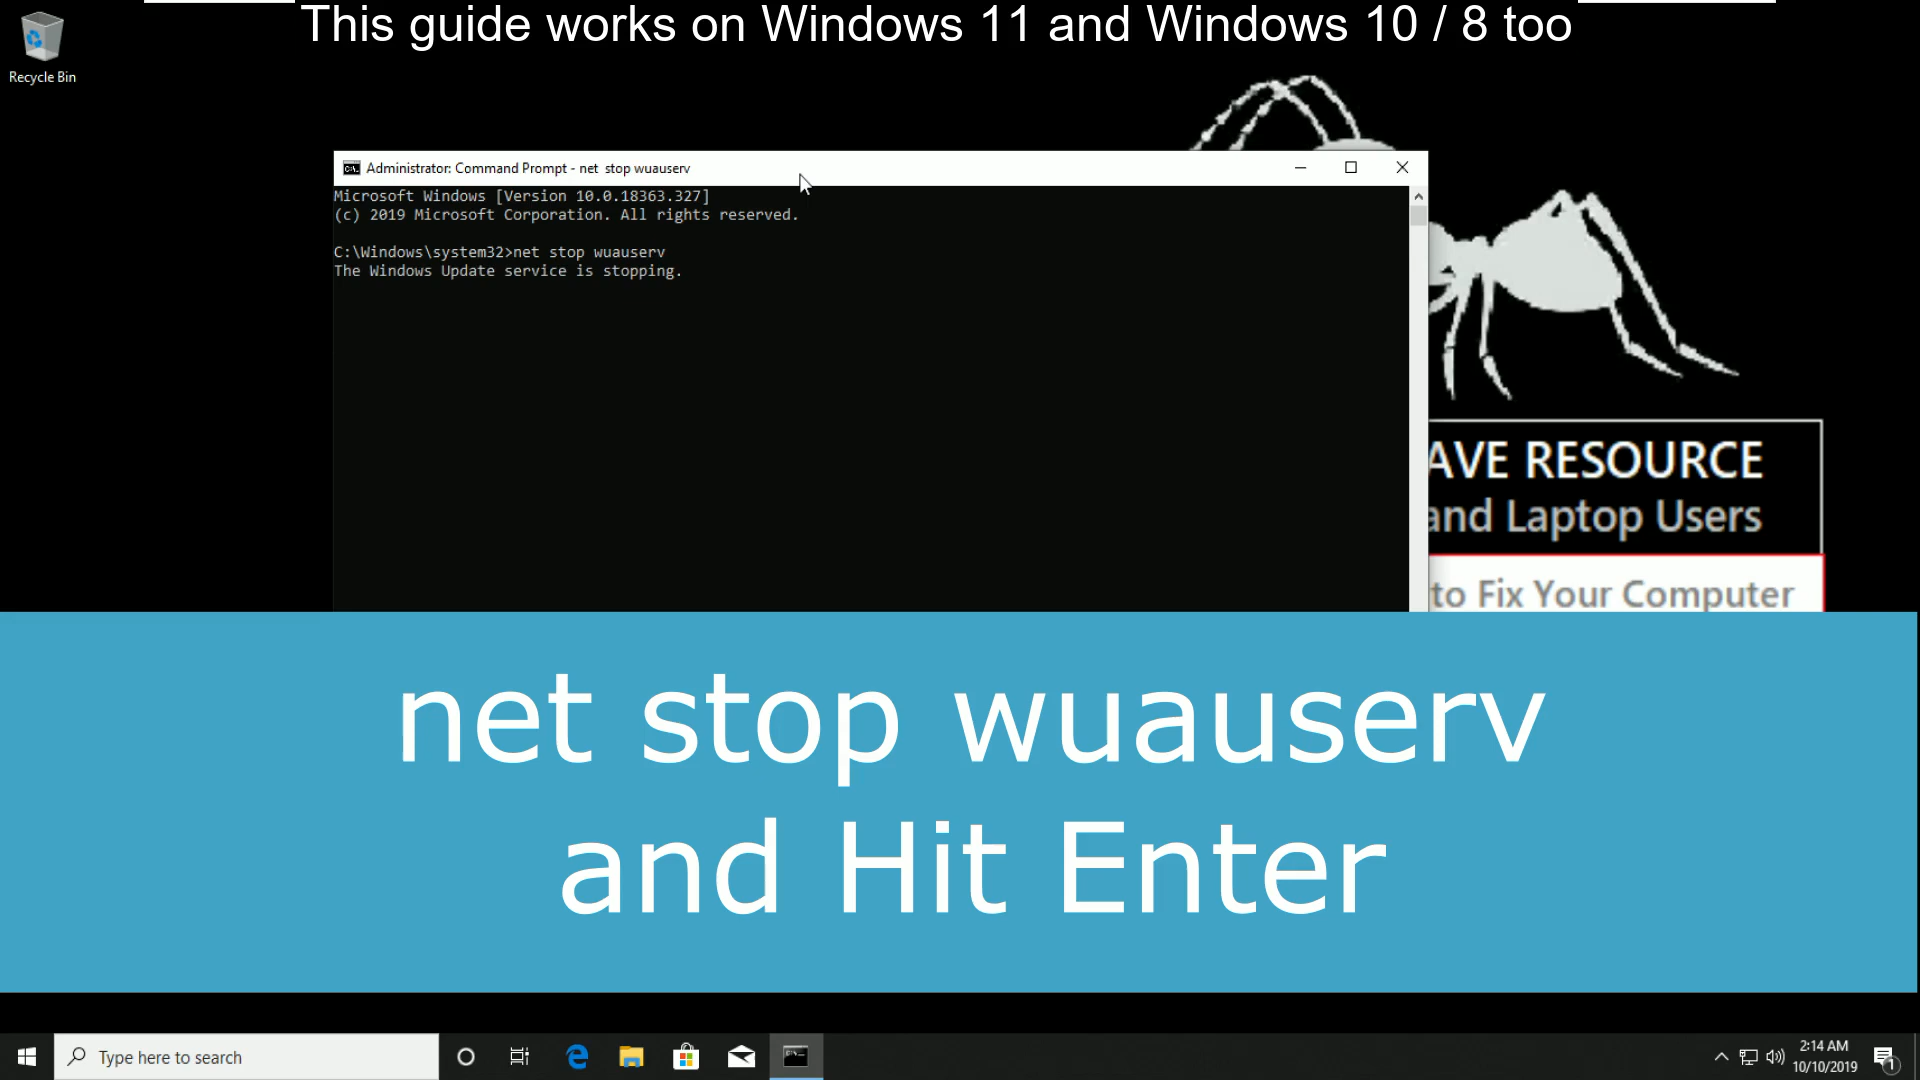 This guide works on Windows 11 and Windows 10 / 8 too
Recycle Bin
Administrator: Command Prompt - net stop wuauserv
Microsoft Windows [Version 10.0.18363.327]
(c) 2019 Microsoft Corporation. All rights reserved.
C:\Windows\system32>net stop wuauserv
The Windows Update service is stopping.
AVE RESOURCE
and Laptop Users
to Fix Your Computer
net stop wuauserv
and Hit Enter
Type here to search
2:14 AM
10/10/2019
1